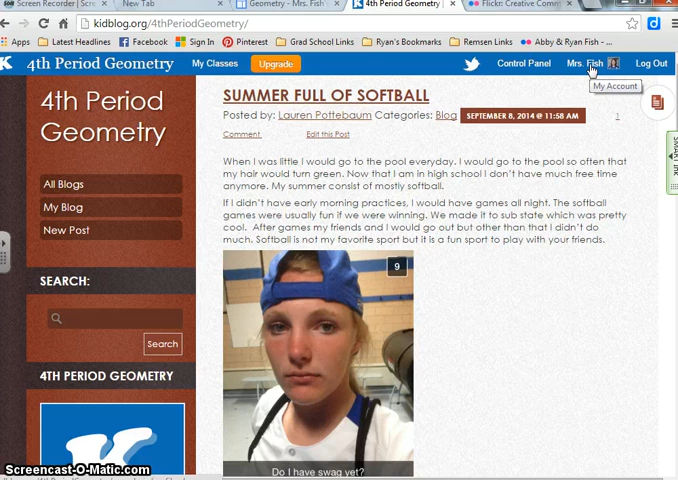 Screen Recorder | Scree
New Tab
Geometry - Mrs. Fish's
4th Period Geometry
Flickr: Creative Comm
kidblog.org/4thPeriodGeometry/
Apps
Latest Headlines
Facebook
Sign In
Pinterest
Grad School Links
Ryan's Bookmarks
Remsen Links
Abby & Ryan Fish -...
4th Period Geometry
My Classes
Upgrade
Control Panel
Mrs. Fish
Log Out
My Account
4th Period
Geometry
All Blogs
My Blog
New Post
SEARCH:
Search
4TH PERIOD GEOMETRY
SUMMER FULL OF SOFTBALL
Posted by: Lauren Pottebaum Categories: Blog SEPTEMBER 8, 2014 @ 11:58 AM 1
Comment Edit this Post
When I was little I would go to the pool everyday. I would go to the pool so often that
my hair would turn green. Now that I am in high school I don't have much free time
anymore. My summer consist of mostly softball.
If I didn't have early morning practices, I would have games all night. The softball
games were usually fun if we were winning. We made it to sub state which was pretty
cool. After games my friends and I would go out but other than that I didn't do
much. Softball is not my favorite sport but it is a fun sport to play with your friends.
9
Do I have swag yet?
SMART Ink
Screencast-O-Matic.com